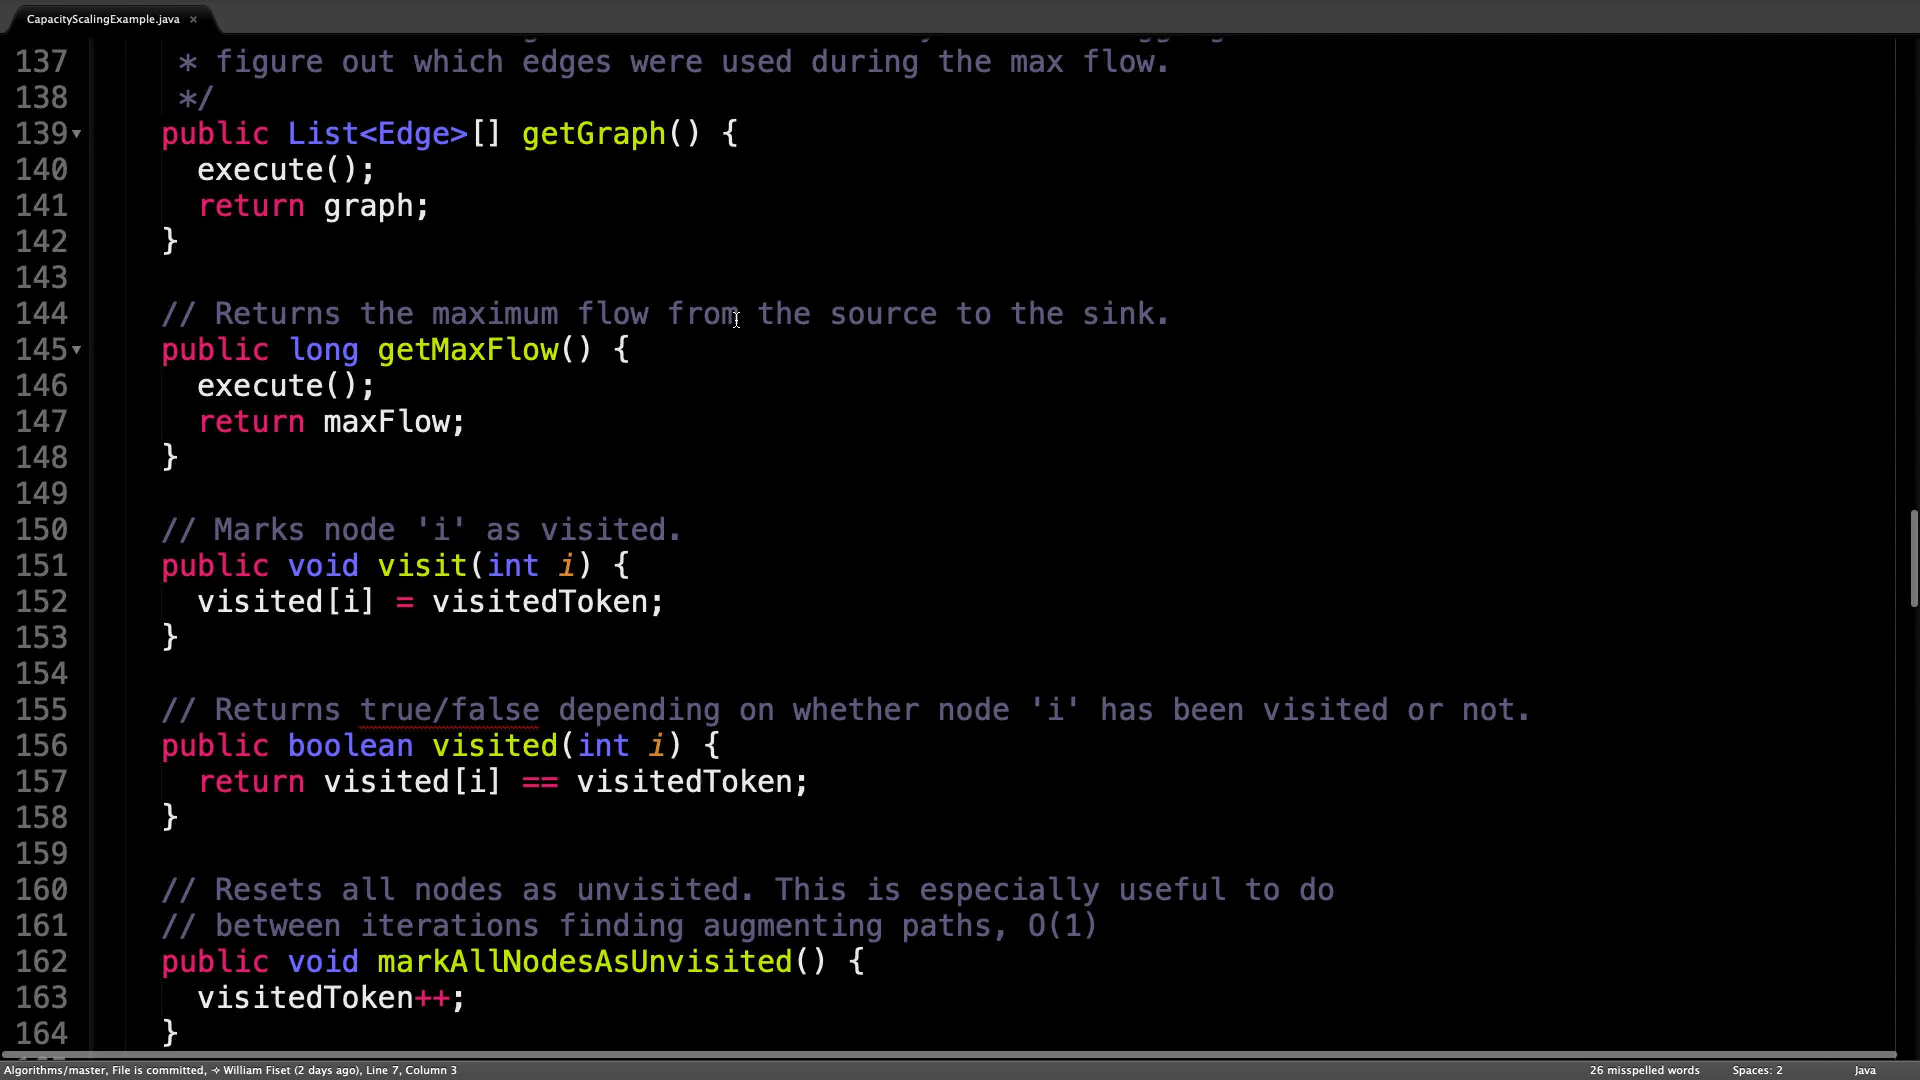 CapacityScalingExample.java ×
137 * figure out which edges were used during the max flow.
138 */
139 public List<Edge>[] getGraph() {
140 execute();
141 return graph;
142 }
143
144 // Returns the maximum flow from the source to the sink.
145 public long getMaxFlow() {
146 execute();
147 return maxFlow;
148 }
149
150 // Marks node 'i' as visited.
151 public void visit(int i) {
152 visited[i] = visitedToken;
153 }
154
155 // Returns true/false depending on whether node 'i' has been visited or not.
156 public boolean visited(int i) {
157 return visited[i] == visitedToken;
158 }
159
160 // Resets all nodes as unvisited. This is especially useful to do
161 // between iterations finding augmenting paths, O(1)
162 public void markAllNodesAsUnvisited() {
163 visitedToken++;
164 }
Algorithms/master, File is committed, ✧ William Fiset (2 days ago), Line 7, Column 3 26 misspelled words Spaces: 2 Java